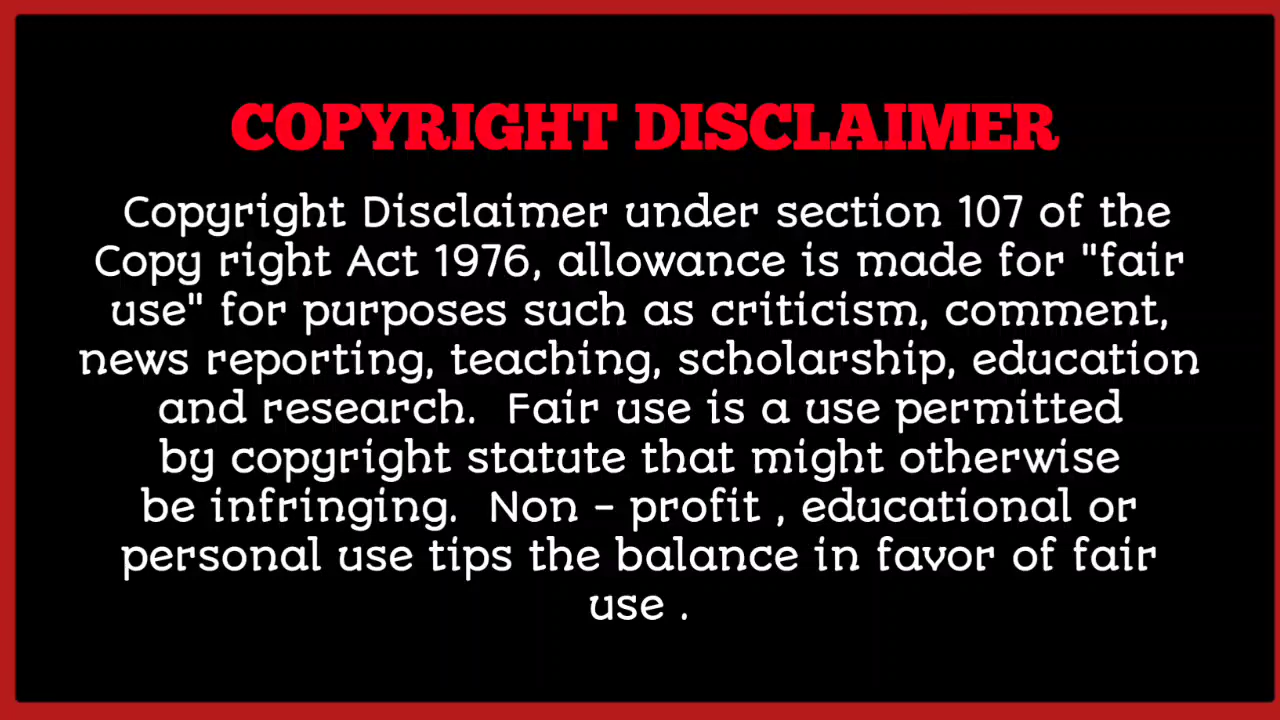 COPYRIGHT DISCLAIMER
Copyright Disclaimer under section 107 of the
Copy right Act 1976, allowance is made for "fair
use" for purposes such as criticism, comment,
news reporting, teaching, scholarship, education
and research.  Fair use is a use permitted
by copyright statute that might otherwise
be infringing.  Non - profit , educational or
personal use tips the balance in favor of fair
use .